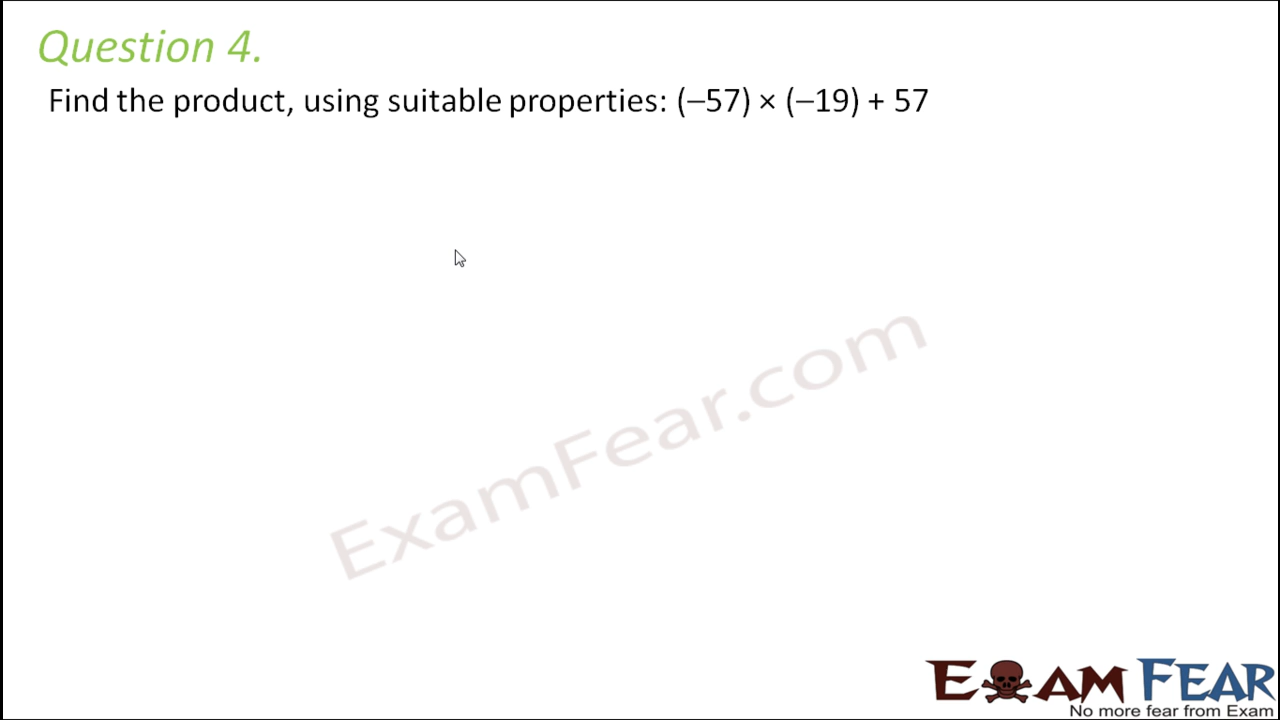 Question 4.
Find the product, using suitable properties: (–57) × (–19) + 57
ExamFear.com
EXAM FEAR
No more fear from Exam